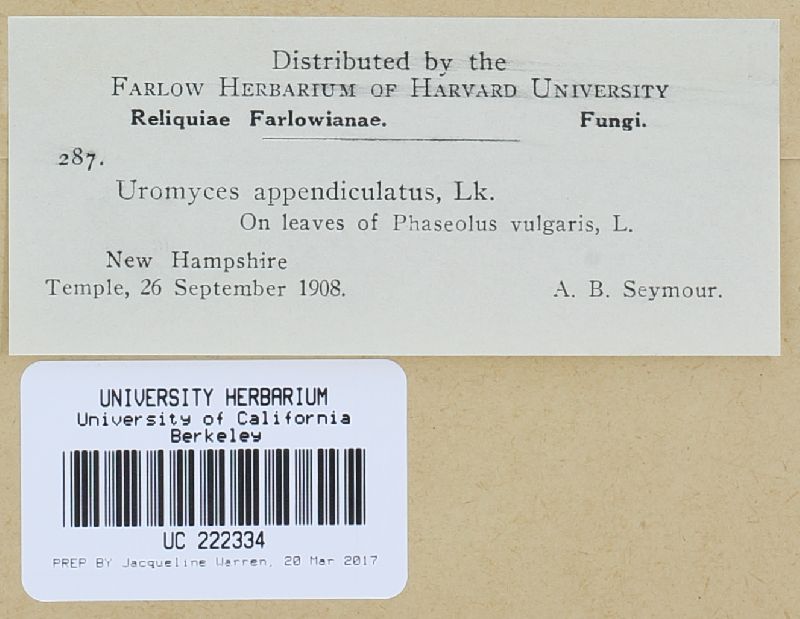 Distributed by the
FARLOW HERBARIUM OF HARVARD UNIVERSITY
Reliquiae Farlowianae. Fungi.
287.
Uromyces appendiculatus, Lk.
On leaves of Phaseolus vulgaris, L.
New Hampshire
Temple, 26 September 1908. A. B. Seymour.
UNIVERSITY HERBARIUM
University of California
Berkeley
UC 222334
PREP BY Jacqueline Warren, 20 Mar 2017